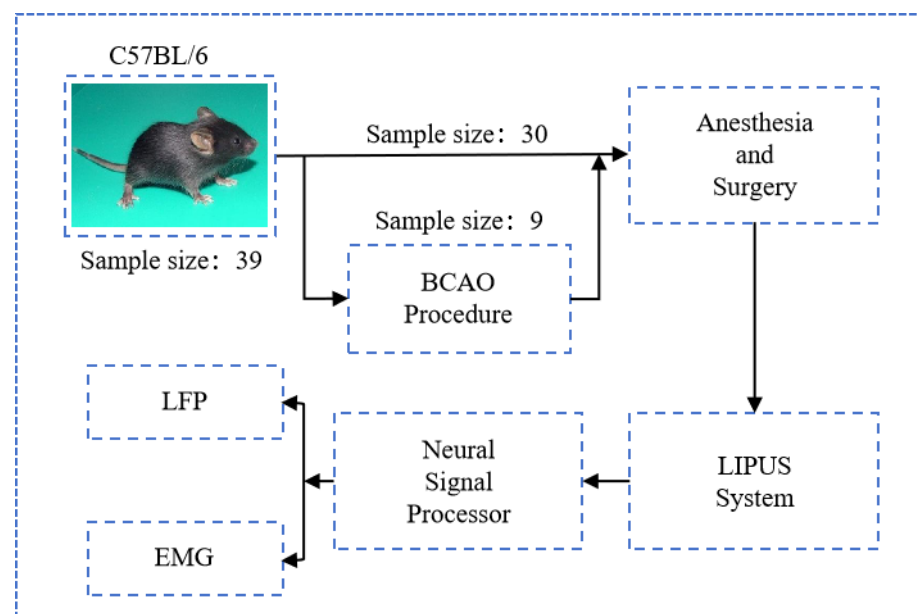 C57BL/6
Sample size: 39
Sample size: 30
Sample size: 9
BCAO
Procedure
Anesthesia
and
Surgery
LIPUS
System
Neural
Signal
Processor
LFP
EMG